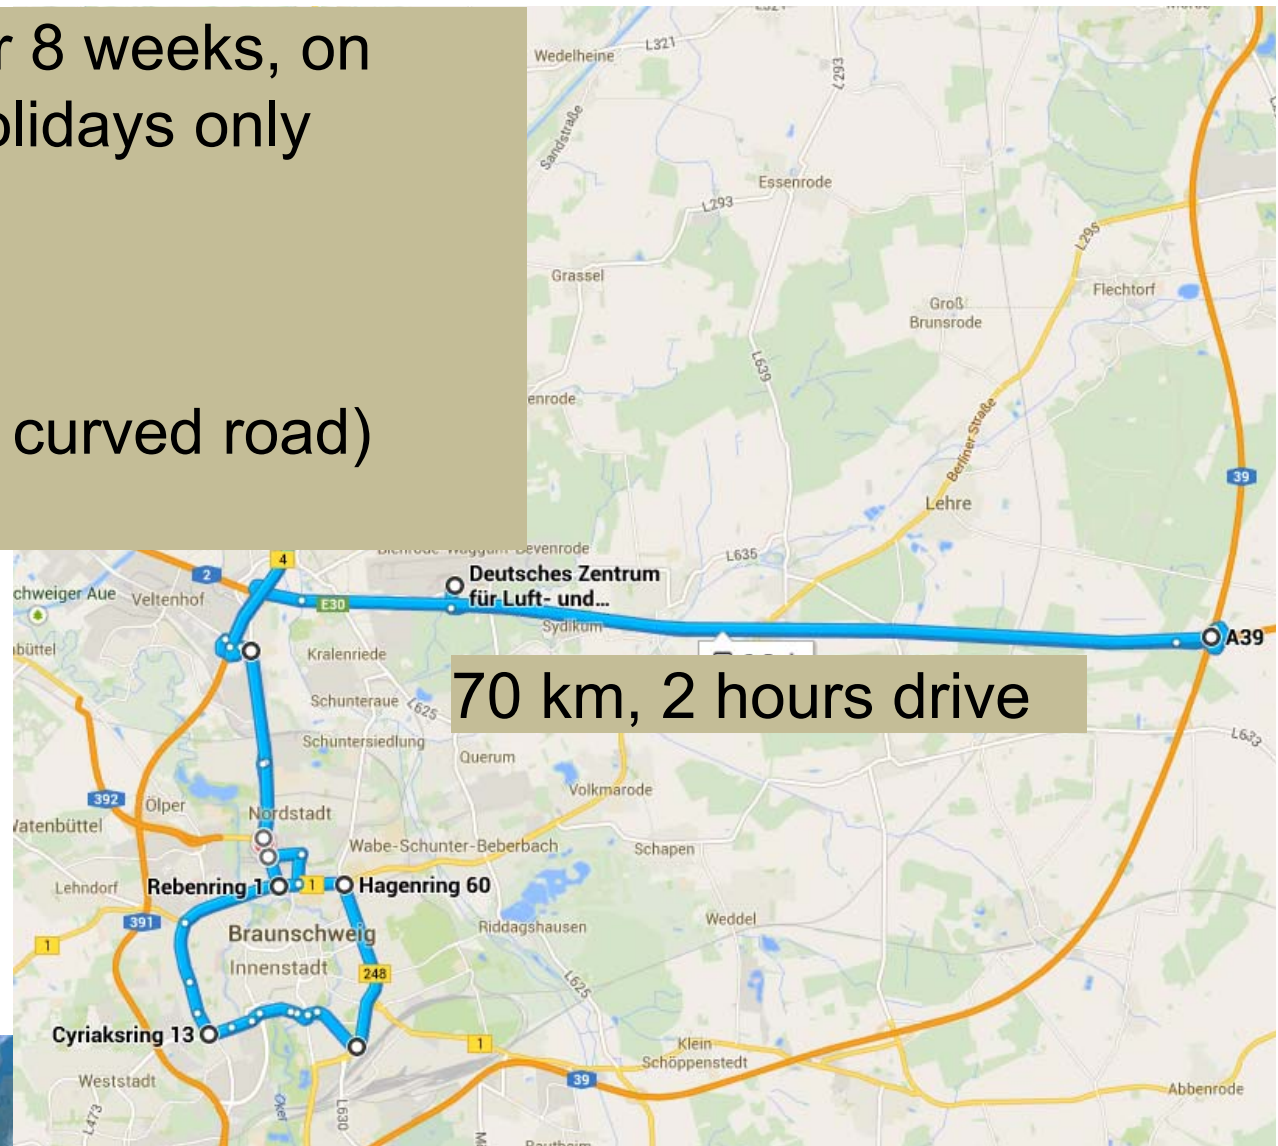 r 8 weeks, on
olidays only
curved road)
L321
Wedelheine
L321
L293
Sandstraße
Essenrode
L293
L295
Grassel
Flechtorf
Groß
Brunsrode
L639
enrode
Berliner Straße
39
Lehre
Bevenrode
L635
4
2
chweiger Aue
Veltenhof
E30
Deutsches Zentrum
für Luft- und...
Sydikum
A39
büttel
Kralenriede
70 km, 2 hours drive
Schunteraue
L625
Schuntersiedlung
L633
Querum
Volkmarode
392
Ölper
Nordstadt
Vatenbüttel
Wabe-Schunter-Beberbach
Schapen
Lehndorf
Rebenring 1
1
Hagenring 60
391
Riddagshausen
Weddel
1
Braunschweig
Innenstadt
248
L625
Cyriaksring 13
1
Klein
Schöppenstedt
Weststadt
39
Abbenrode
L473
Oker
L630